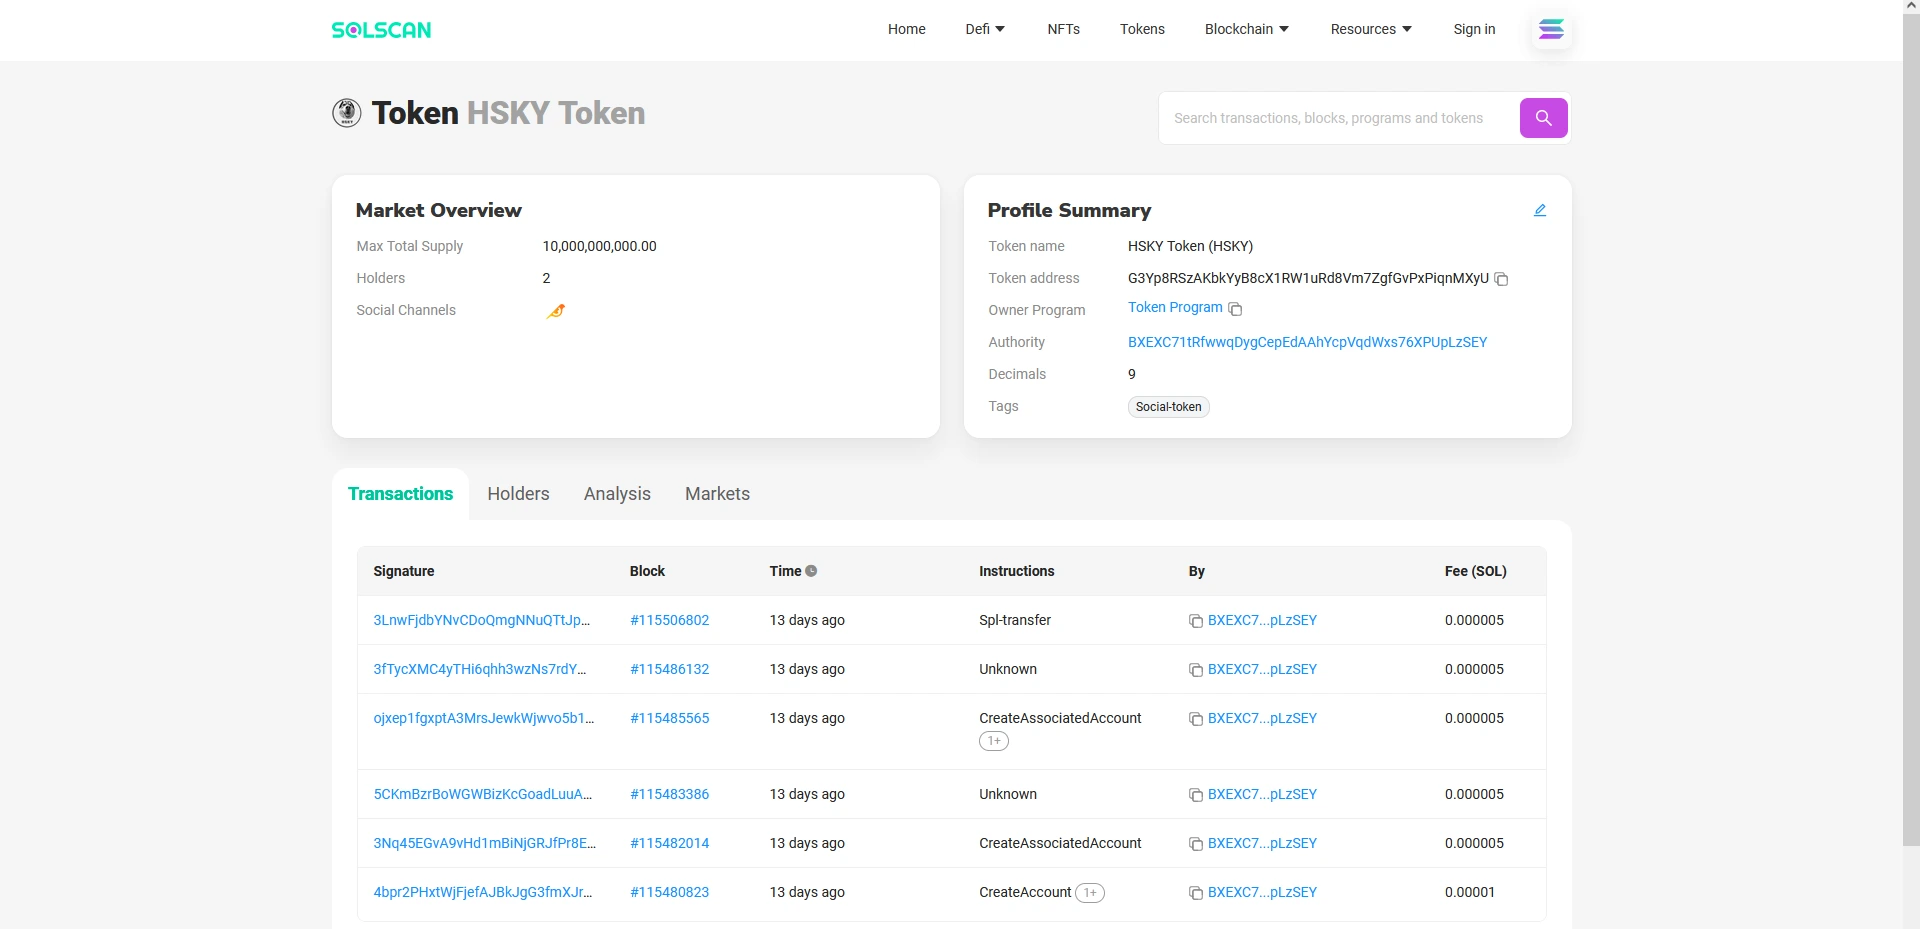 SOLSCAN
Home Defi NFTs Tokens Blockchain Resources Sign in
Token HSKY Token
Search transactions, blocks, programs and tokens
Market Overview
Max Total Supply 10,000,000,000.00
Holders 2
Social Channels
Profile Summary
Token name HSKY Token (HSKY)
Token address G3Yp8RSzAKbkYyB8cX1RW1uRd8Vm7ZgfGvPxPiqnMXyU
Owner Program Token Program
Authority BXEXC71tRfwwqDygCepEdAAhYcpVqdWxs76XPUpLzSEY
Decimals 9
Tags Social-token
Transactions Holders Analysis Markets
Signature Block Time Instructions By Fee (SOL)
3LnwFjdbYNvCDoQmgNNuQTtJp... #115506802 13 days ago Spl-transfer BXEXC7...pLzSEY 0.000005
3fTycXMC4yTHi6qhh3wzNs7rdY... #115486132 13 days ago Unknown BXEXC7...pLzSEY 0.000005
ojxep1fgxptA3MrsJewkWjwvo5b1... #115485565 13 days ago CreateAssociatedAccount BXEXC7...pLzSEY 0.000005
1+
5CKmBzrBoWGWBizKcGoadLuuA... #115483386 13 days ago Unknown BXEXC7...pLzSEY 0.000005
3Nq45EGvA9vHd1mBiNjGRJfPr8E... #115482014 13 days ago CreateAssociatedAccount BXEXC7...pLzSEY 0.000005
4bpr2PHxtWjFjefAJBkJgG3fmXJr... #115480823 13 days ago CreateAccount 1+ BXEXC7...pLzSEY 0.00001